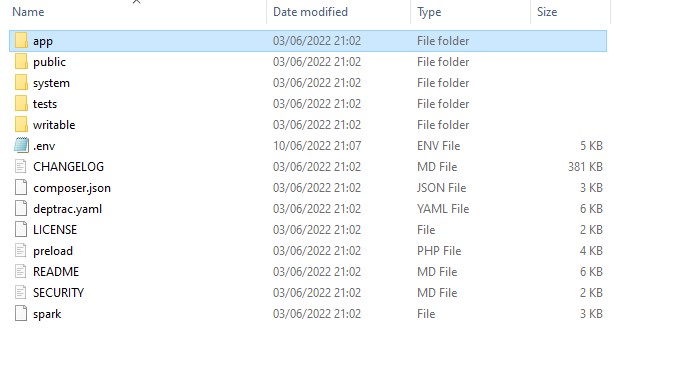 Name Date modified Type Size
app 03/06/2022 21:02 File folder
public 03/06/2022 21:02 File folder
system 03/06/2022 21:02 File folder
tests 03/06/2022 21:02 File folder
writable 03/06/2022 21:02 File folder
.env 10/06/2022 21:07 ENV File 5 KB
CHANGELOG 03/06/2022 21:02 MD File 381 KB
composer.json 03/06/2022 21:02 JSON File 3 KB
deptrac.yaml 03/06/2022 21:02 YAML File 6 KB
LICENSE 03/06/2022 21:02 File 2 KB
preload 03/06/2022 21:02 PHP File 4 KB
README 03/06/2022 21:02 MD File 6 KB
SECURITY 03/06/2022 21:02 MD File 2 KB
spark 03/06/2022 21:02 File 3 KB